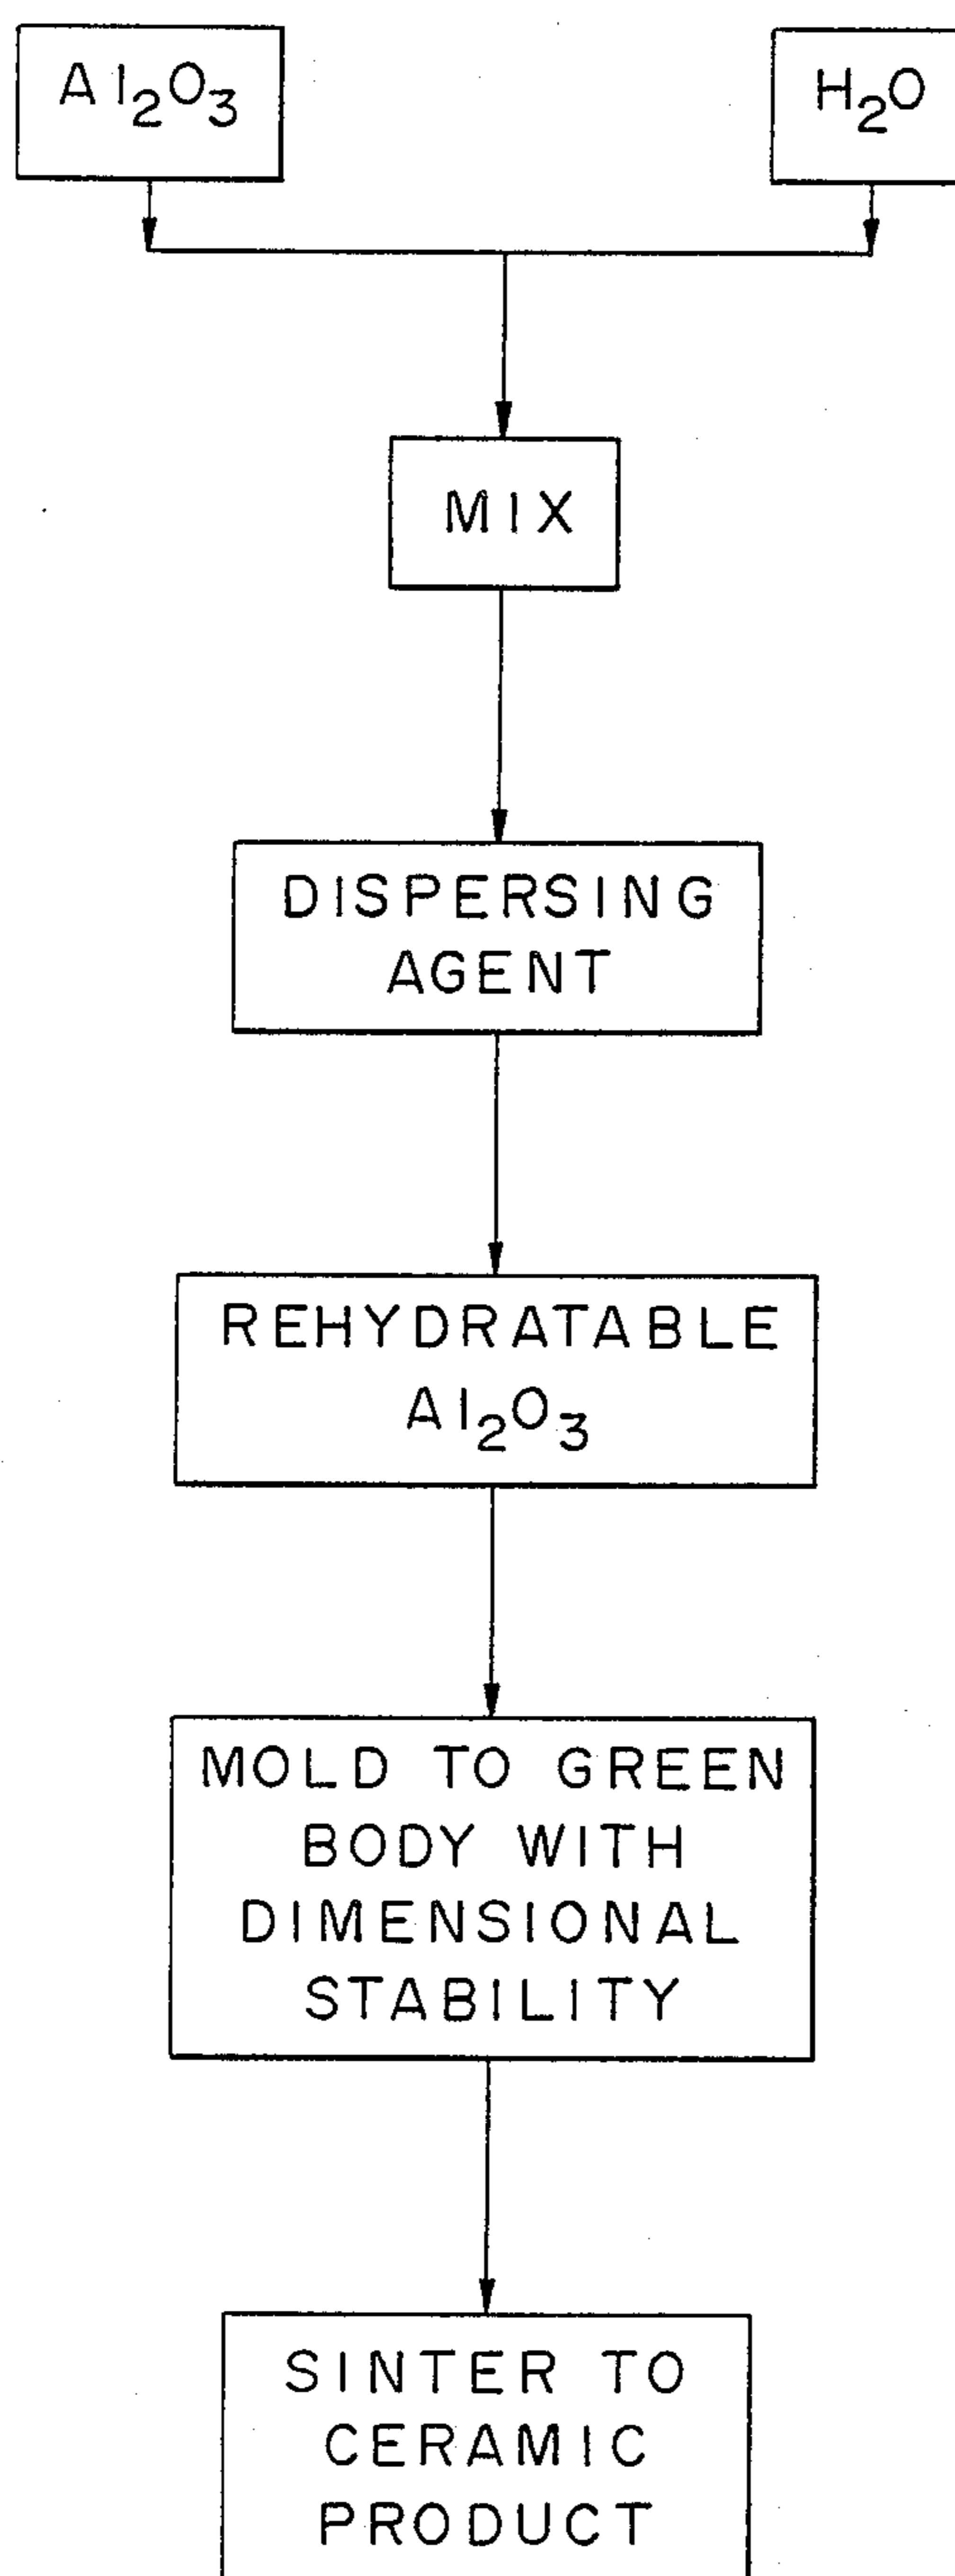 Al₂O₃
H₂O
MIX
DISPERSING
AGENT
REHYDRATABLE
Al₂O₃
MOLD TO GREEN
BODY WITH
DIMENSIONAL
STABILITY
SINTER TO
CERAMIC
PRODUCT